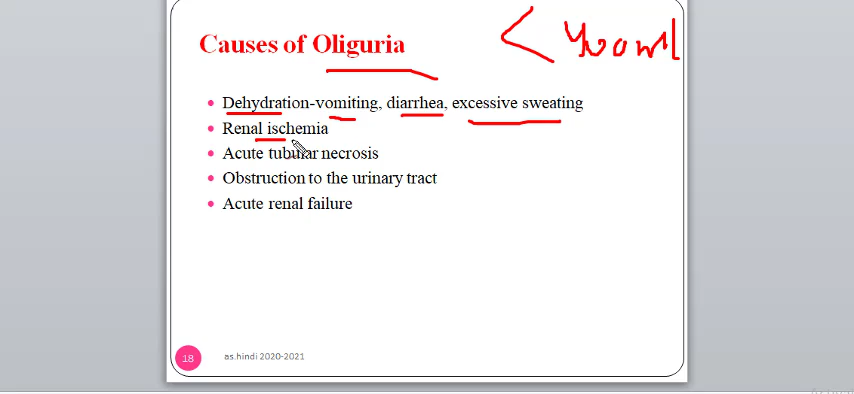 Causes of Oliguria
< 400ml
• Dehydration-vomiting, diarrhea, excessive sweating
• Renal ischemia
• Acute tubular necrosis
• Obstruction to the urinary tract
• Acute renal failure
18
as.hindi 2020-2021